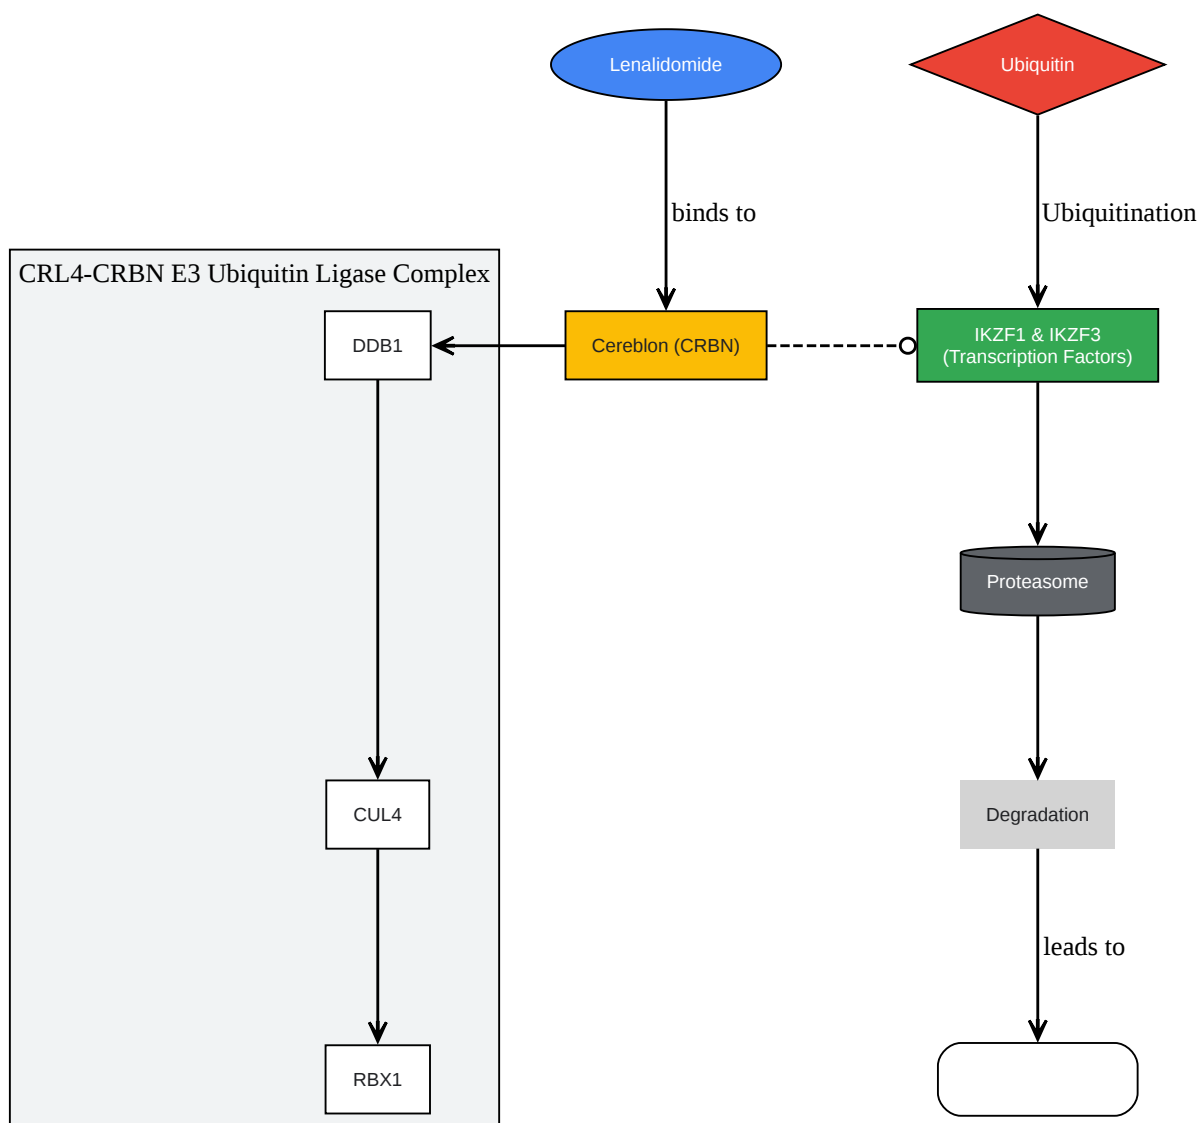 Lenalidomide
Ubiquitin
binds to
Ubiquitination
CRL4-CRBN E3 Ubiquitin Ligase Complex
DDB1
Cereblon (CRBN)
IKZF1 & IKZF3
(Transcription Factors)
Proteasome
CUL4
Degradation
leads to
RBX1